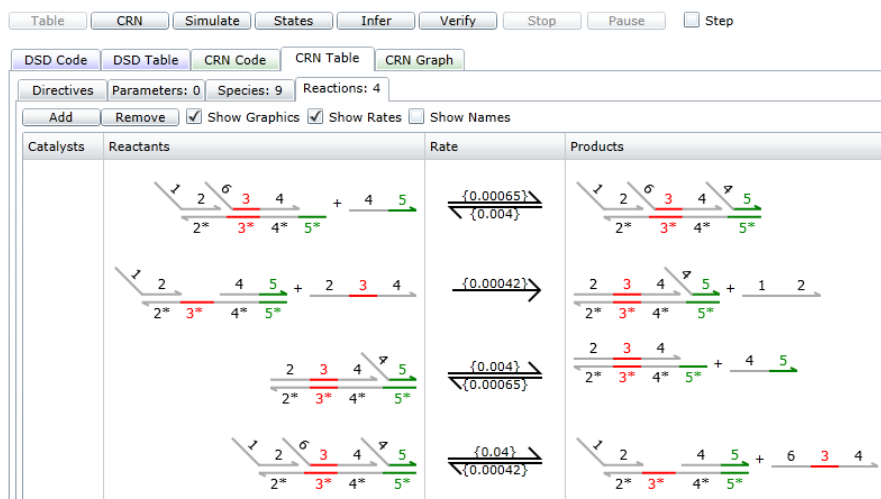 Table CRN Simulate States Infer Verify Stop Pause Step
DSD Code DSD Table CRN Code CRN Table CRN Graph
Directives Parameters: 0 Species: 9 Reactions: 4
Add Remove Show Graphics Show Rates Show Names
Catalysts Reactants Rate Products
1 2 6 3 4 + 4 5 {0.00065} 1 2 6 3 4 4 5
2* 3* 4* 5* {0.004} 2* 3* 4* 5*
1 2 4 5 + 2 3 4 {0.00042} 2 3 4 4 5 + 1 2
2* 3* 4* 5* 2* 3* 4* 5*
2 3 4 4 5 {0.004} 2 3 4 + 4 5
2* 3* 4* 5* {0.00065} 2* 3* 4* 5*
1 2 6 3 4 4 5 {0.04} 1 2 4 5 + 6 3 4
2* 3* 4* 5* {0.00042} 2* 3* 4* 5*